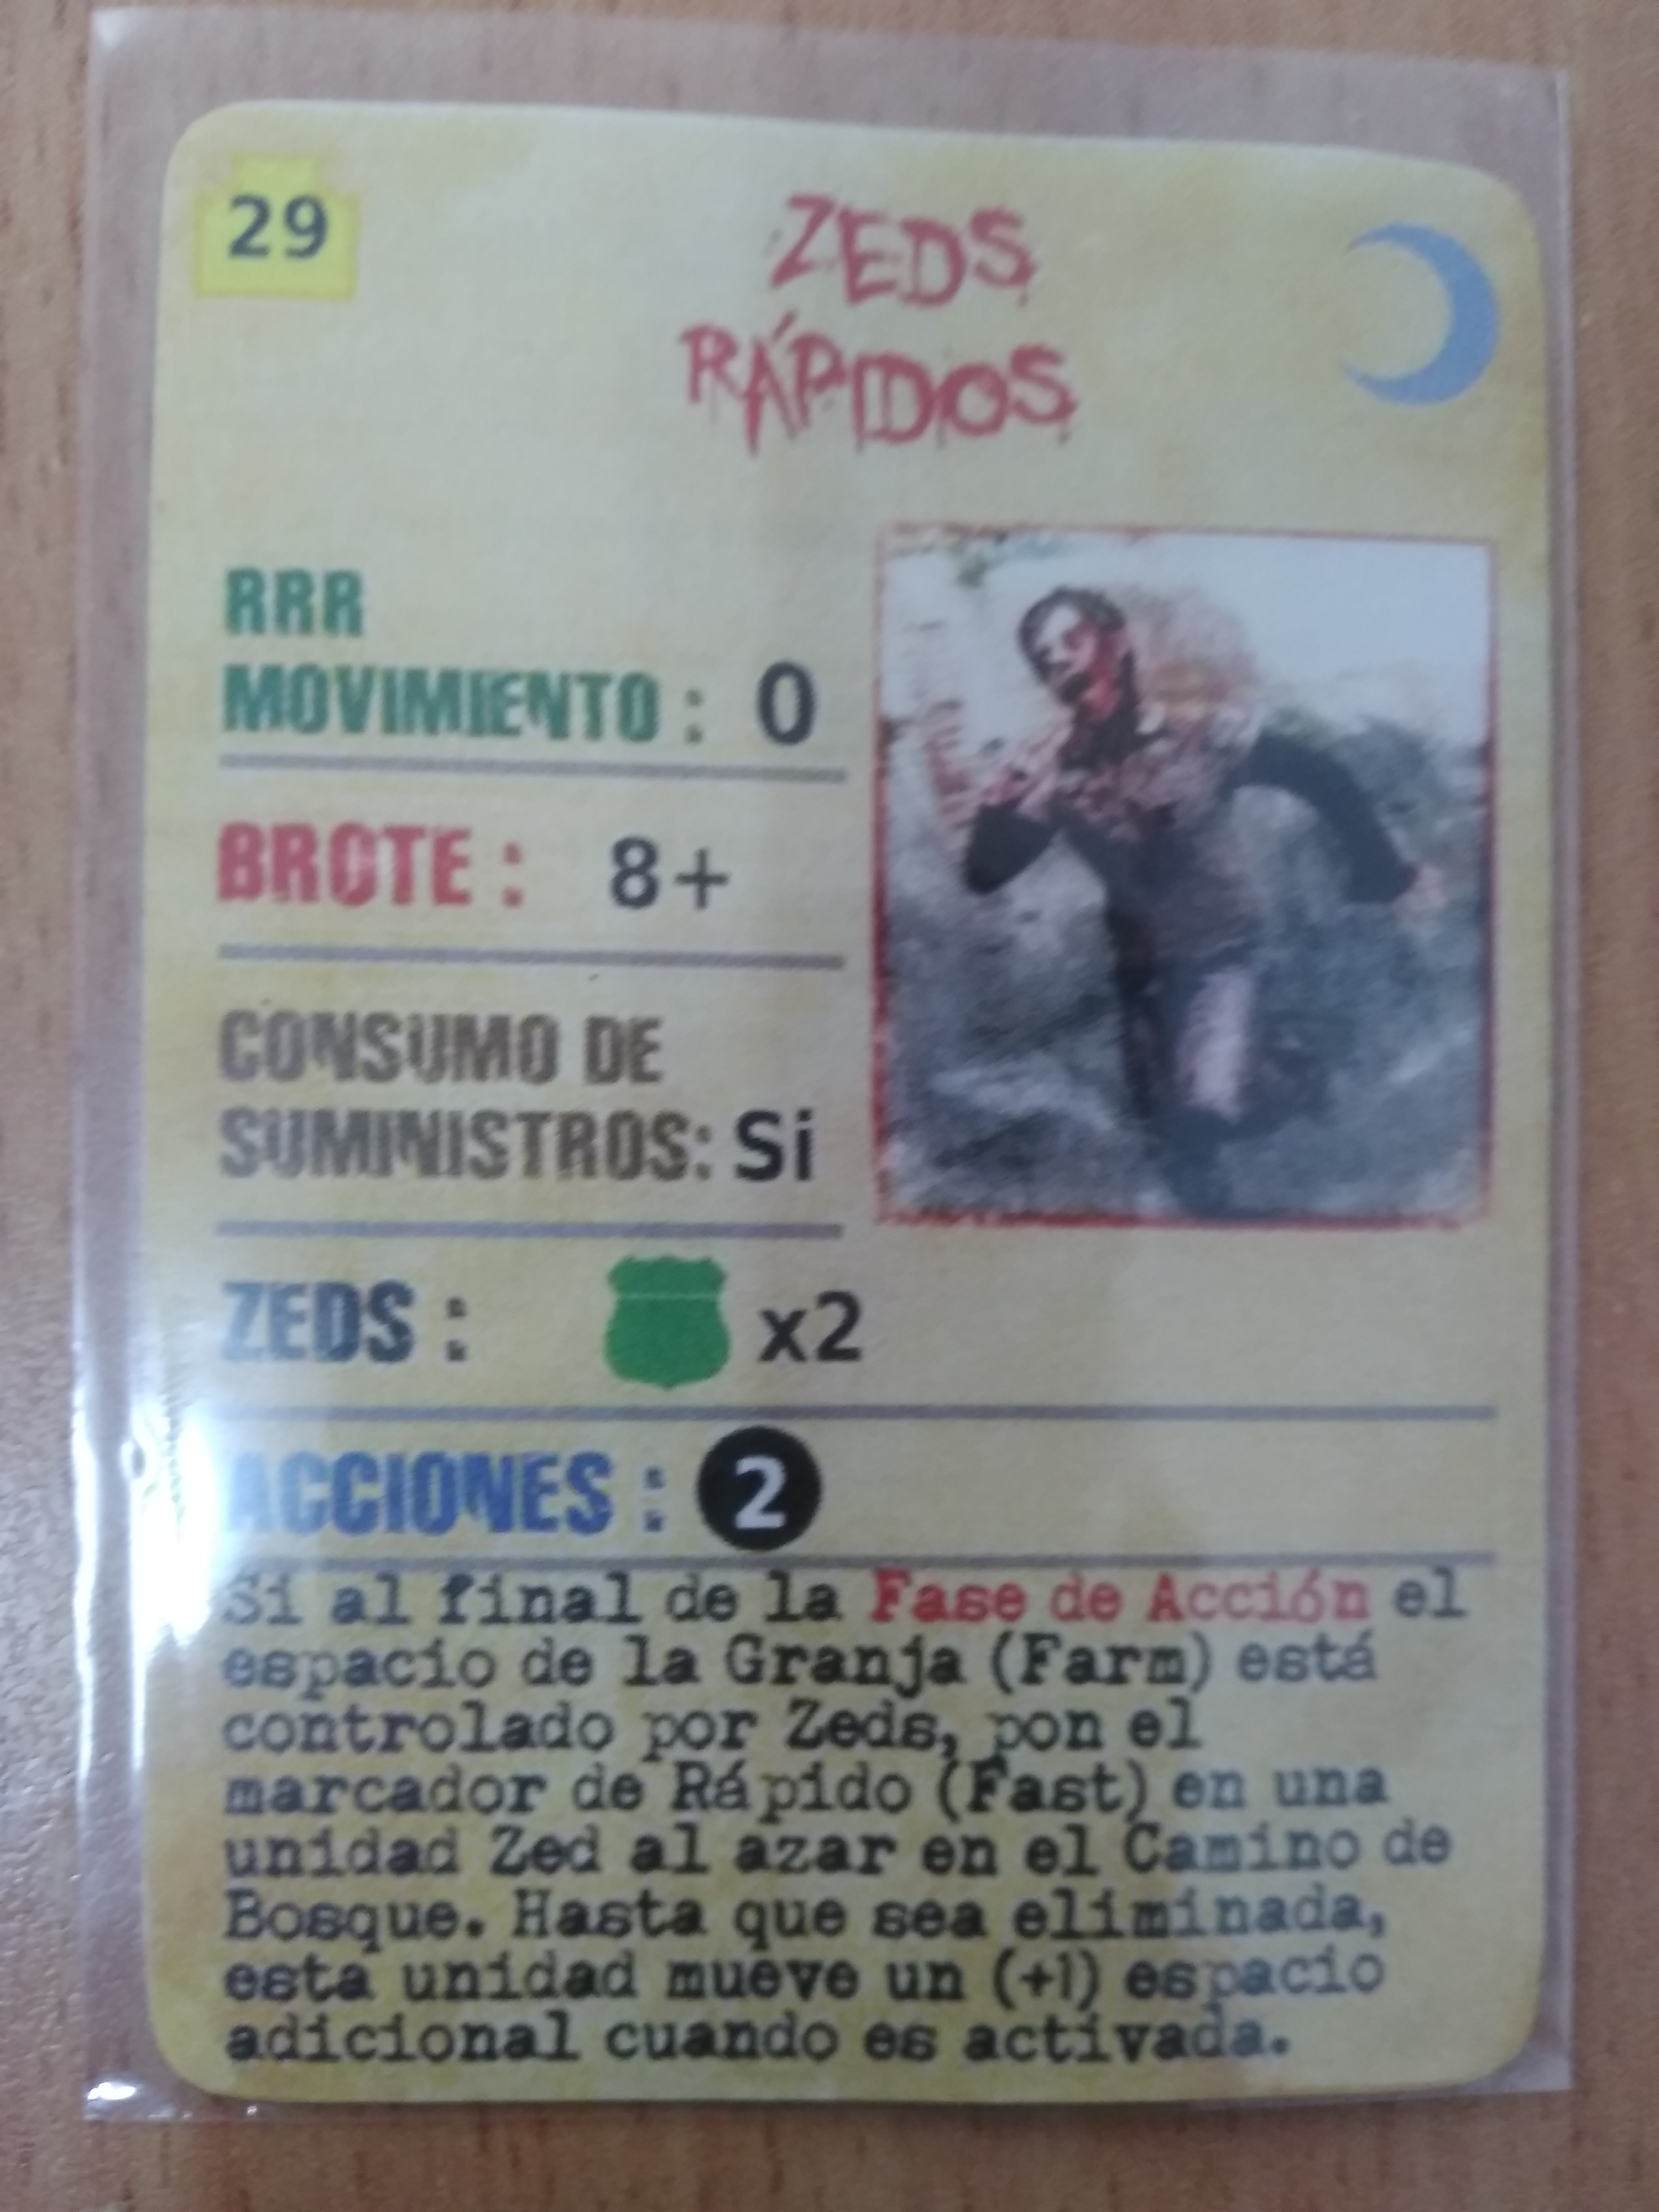 29
ZEDS
RÁPIDOS
RRR
MOVIMIENTO : 0
BROTE : 8+
CONSUMO DE
SUMINISTROS: Si
ZEDS : x2
ACCIONES : 2
Si al final de la Fase de Acción el
espacio de la Granja (Farm) está
controlado por Zeds, pon el
marcador de Rápido (Fast) en una
unidad Zed al azar en el Camino de
Bosque. Hasta que sea eliminada,
esta unidad mueve un (+1) espacio
adicional cuando es activada.